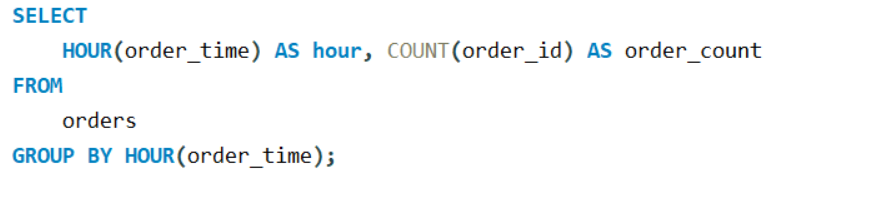 SELECT
    HOUR(order_time) AS hour, COUNT(order_id) AS order_count
FROM
    orders
GROUP BY HOUR(order_time);